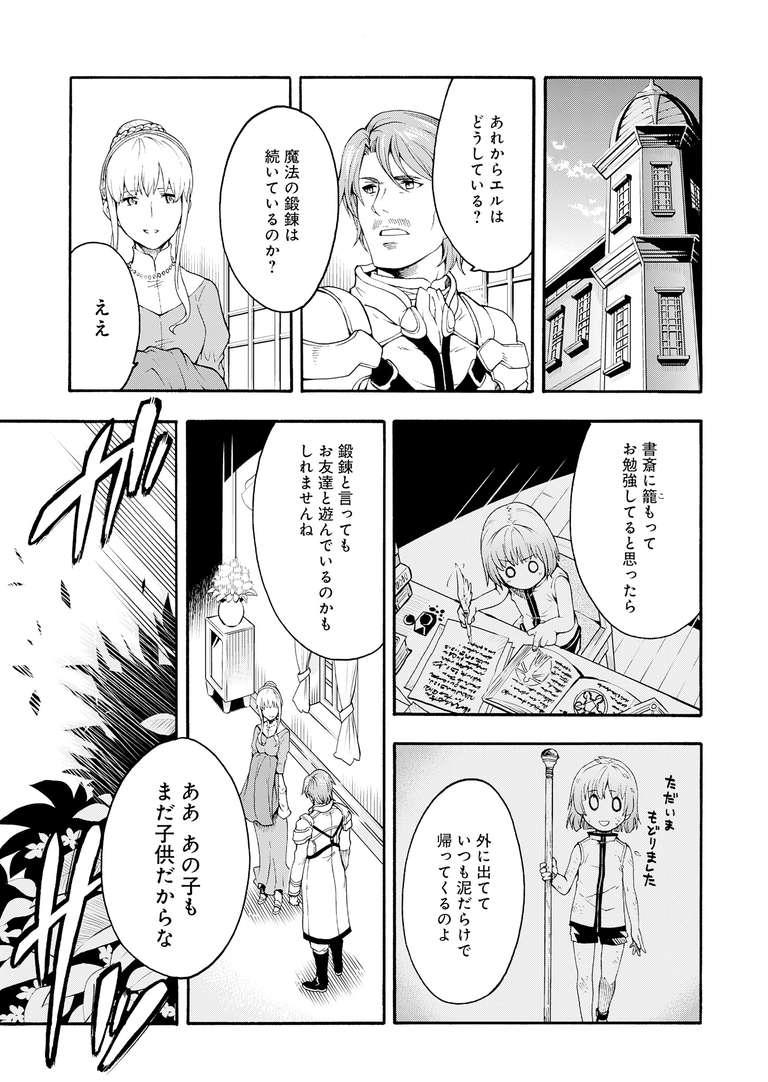 あれからエルは
どうしている?
魔法の鍛錬は
続いているのか?
ええ
書斎に籠もって
こ
お勉強してると思ったら
ただいま
もどりました
外に出てて
いつも泥だらけで
帰ってくるのよ
鍛錬と言っても
お友達と遊んでいるのかも
しれませんね
ああ あの子も
まだ子供だからな
ガガッ
ザザッ